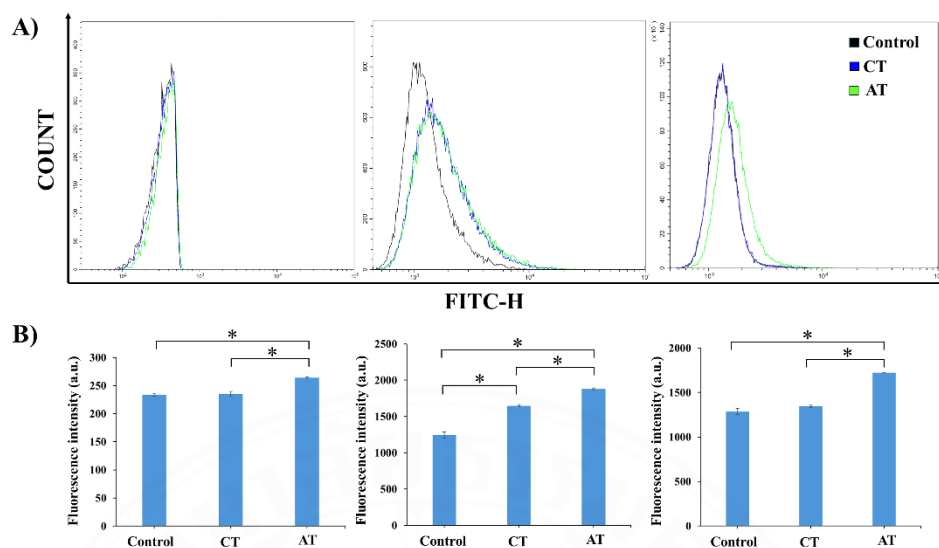 A)
COUNT
Control
CT
AT
FITC-H
B)
Fluorescence intensity (a.u.)
300
250
200
150
100
50
0
*
*
Control CT AT
Fluorescence intensity (a.u.)
2500
2000
1500
1000
500
0
*
*
*
Control CT AT
Fluorescence intensity (a.u.)
2000
1500
1000
500
0
*
*
Control CT AT